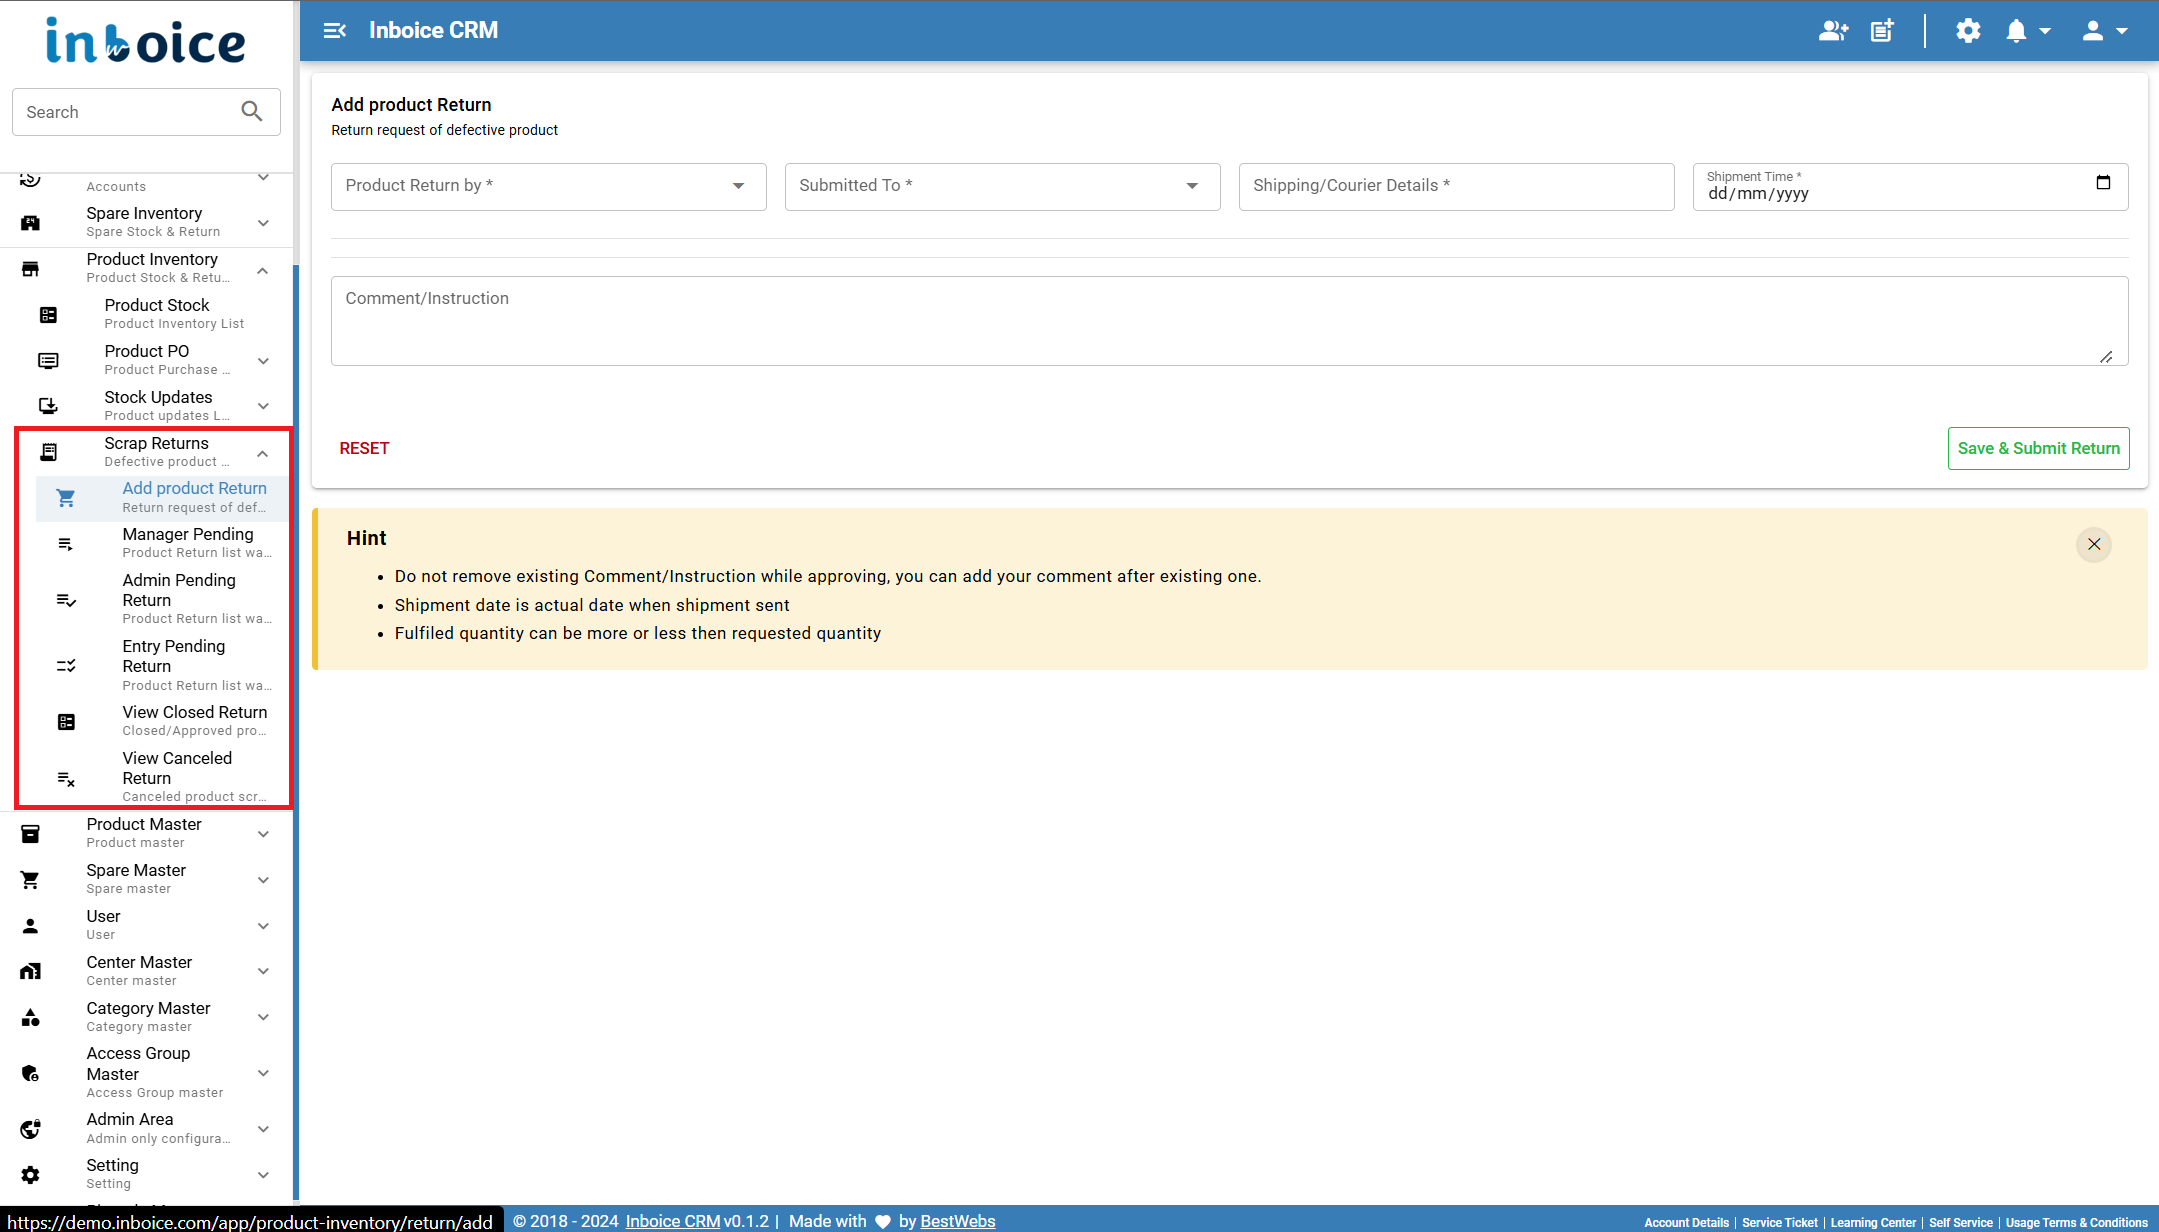 inboice
Inboice CRM
Search
Accounts
Spare Inventory
Spare Stock & Return
Product Inventory
Product Stock & Retu...
Product Stock
Product Inventory List
Product PO
Product Purchase ...
Stock Updates
Product updates L...
Scrap Returns
Defective product ...
Add product Return
Return request of def...
Manager Pending
Product Return list wa...
Admin Pending
Return
Product Return list wa...
Entry Pending
Return
Product Return list wa...
View Closed Return
Closed/Approved pro...
View Canceled
Return
Canceled product scr...
Product Master
Product master
Spare Master
Spare master
User
User
Center Master
Center master
Category Master
Category master
Access Group
Master
Access Group master
Admin Area
Admin only configura...
Setting
Setting
https://demo.inboice.com/app/product-inventory/return/add
Add product Return
Return request of defective product
Product Return by *
Submitted To *
Shipping/Courier Details *
Shipment Time *
dd/mm/yyyy
Comment/Instruction
RESET
Save & Submit Return
Hint
• Do not remove existing Comment/Instruction while approving, you can add your comment after existing one.
• Shipment date is actual date when shipment sent
• Fulfiled quantity can be more or less then requested quantity
© 2018 - 2024 Inboice CRM v0.1.2 | Made with ♥ by BestWebs
Account Details | Service Ticket | Learning Center | Self Service | Usage Terms & Conditions